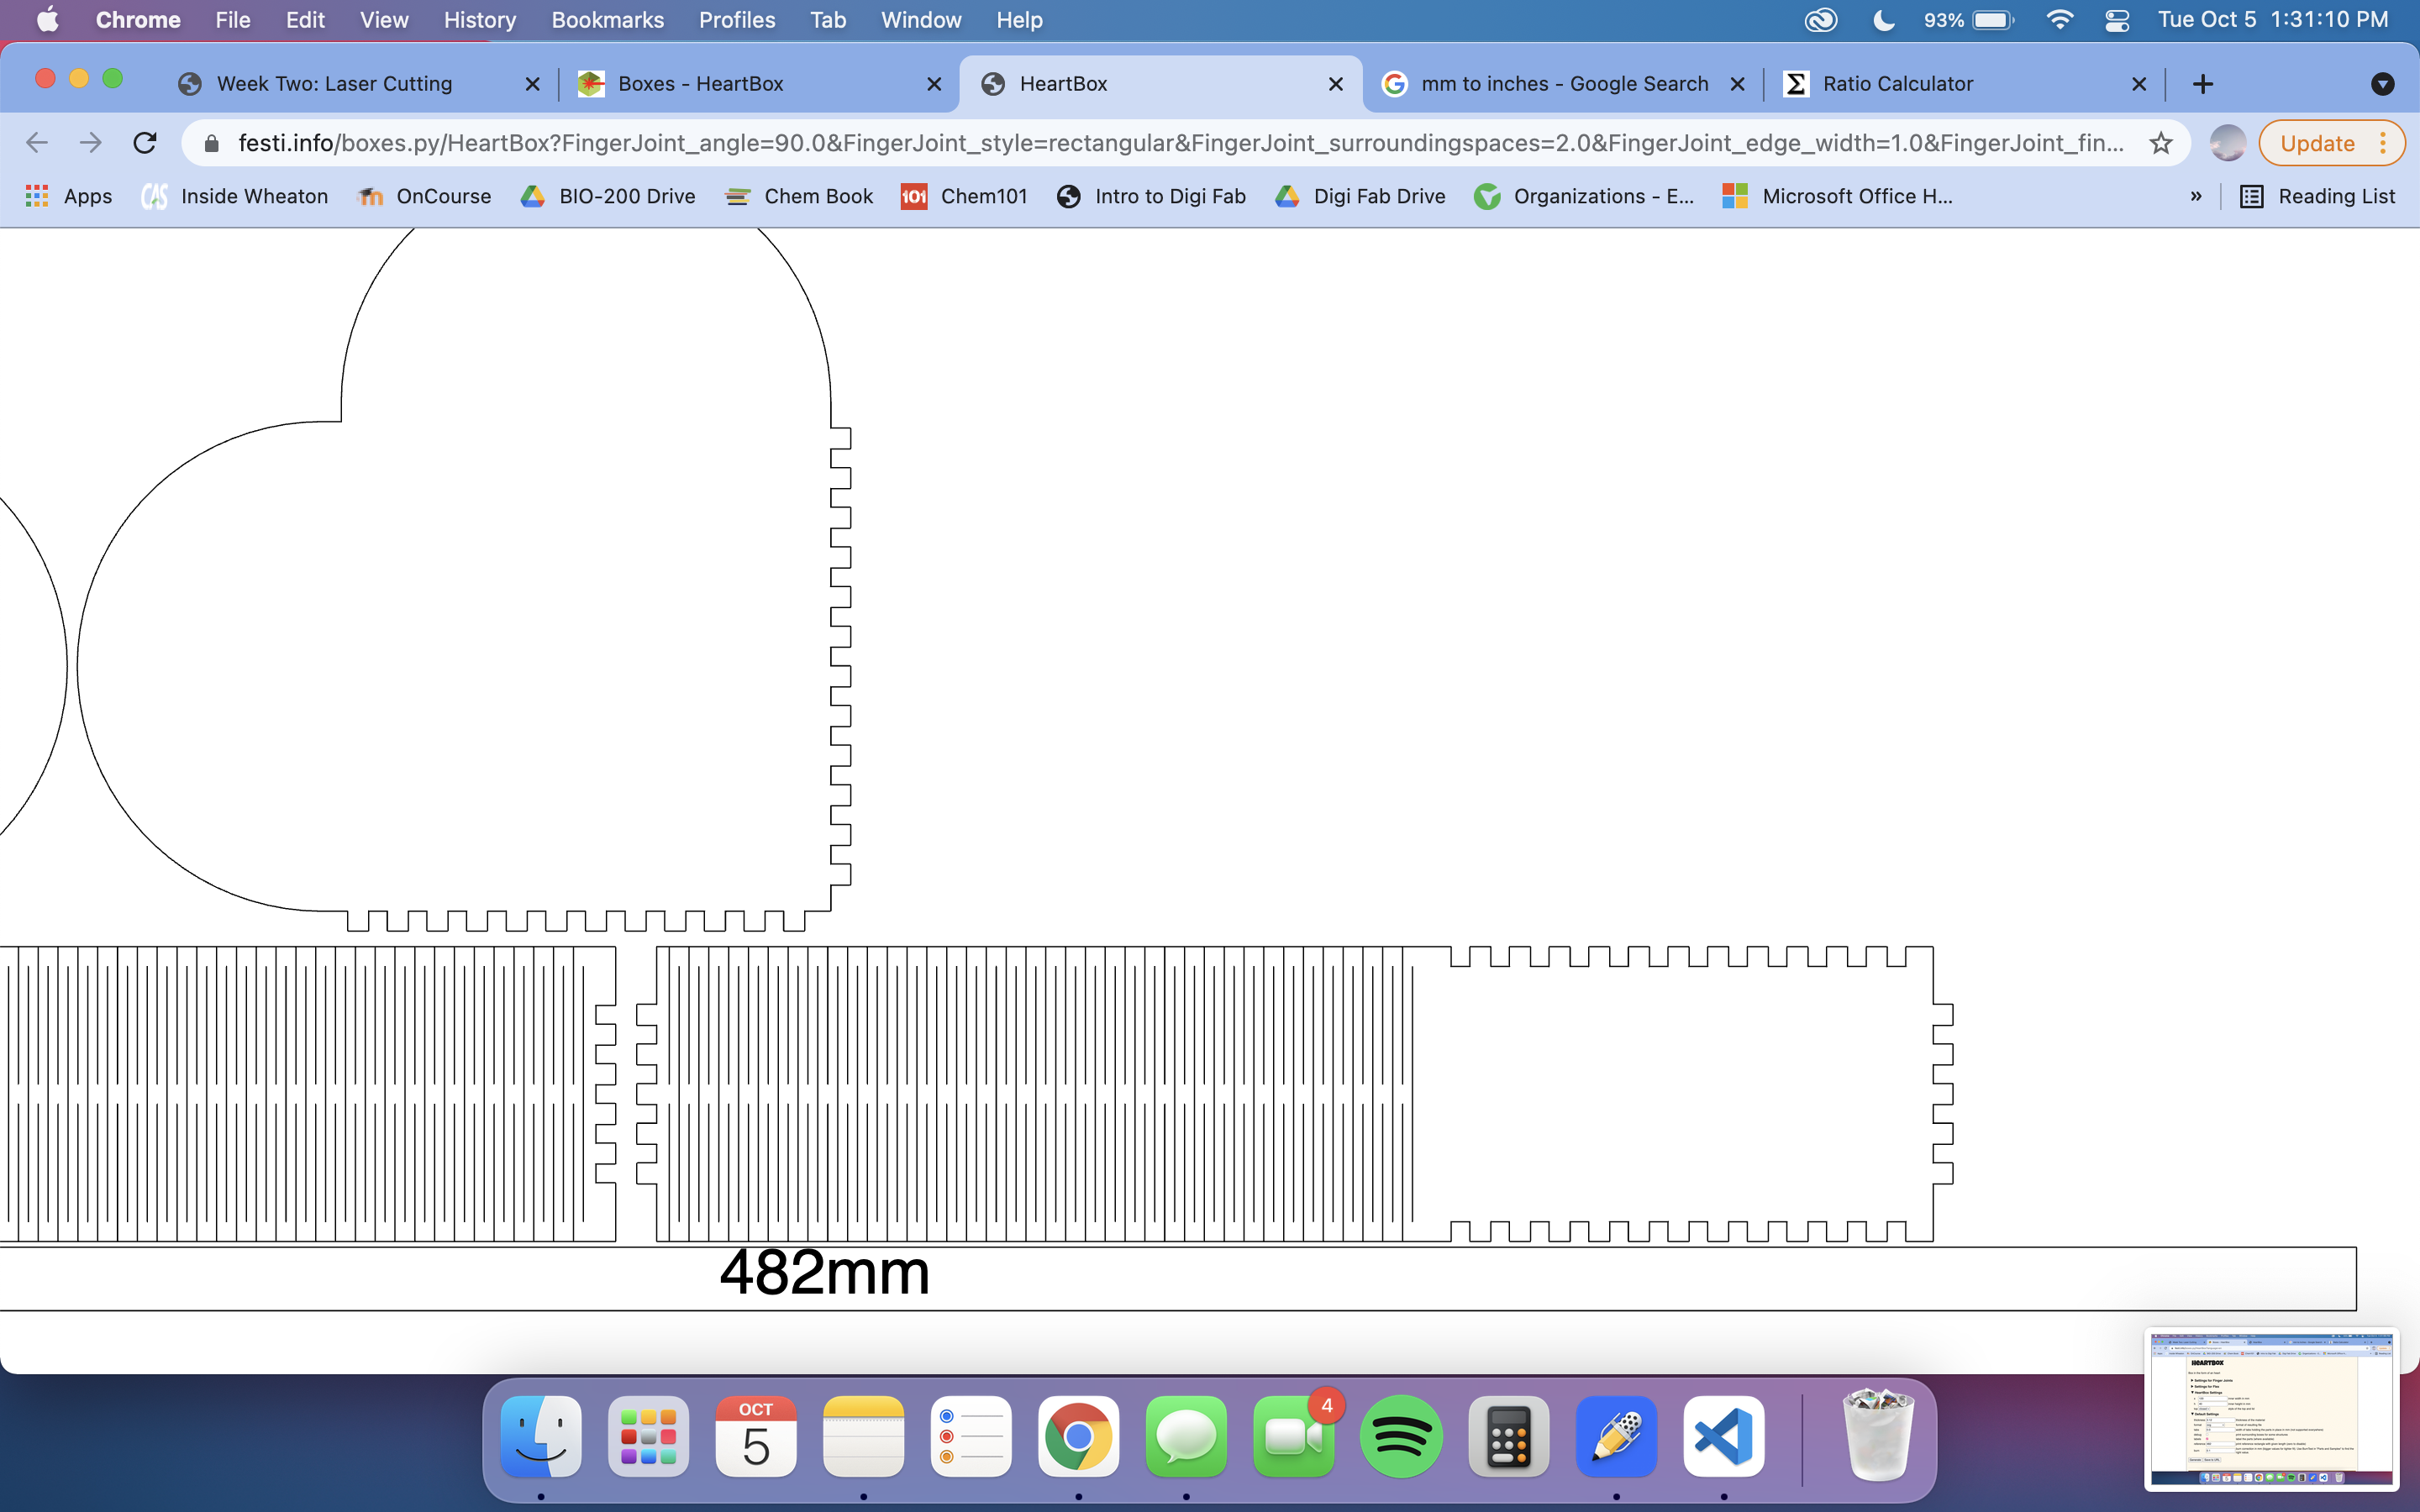 Chrome File Edit View History Bookmarks Profiles Tab Window Help 93% Tue Oct 5 1:31:10 PM
Week Two: Laser Cutting Boxes - HeartBox HeartBox mm to inches - Google Search Ratio Calculator
festi.info/boxes.py/HeartBox?FingerJoint_angle=90.0&FingerJoint_style=rectangular&FingerJoint_surroundingspaces=2.0&FingerJoint_edge_width=1.0&FingerJoint_fin... Update
Apps CAS Inside Wheaton OnCourse BIO-200 Drive Chem Book 101 Chem101 Intro to Digi Fab Digi Fab Drive Organizations - E... Microsoft Office H... » Reading List
482mm
HEARTBOX
OCT
5
4